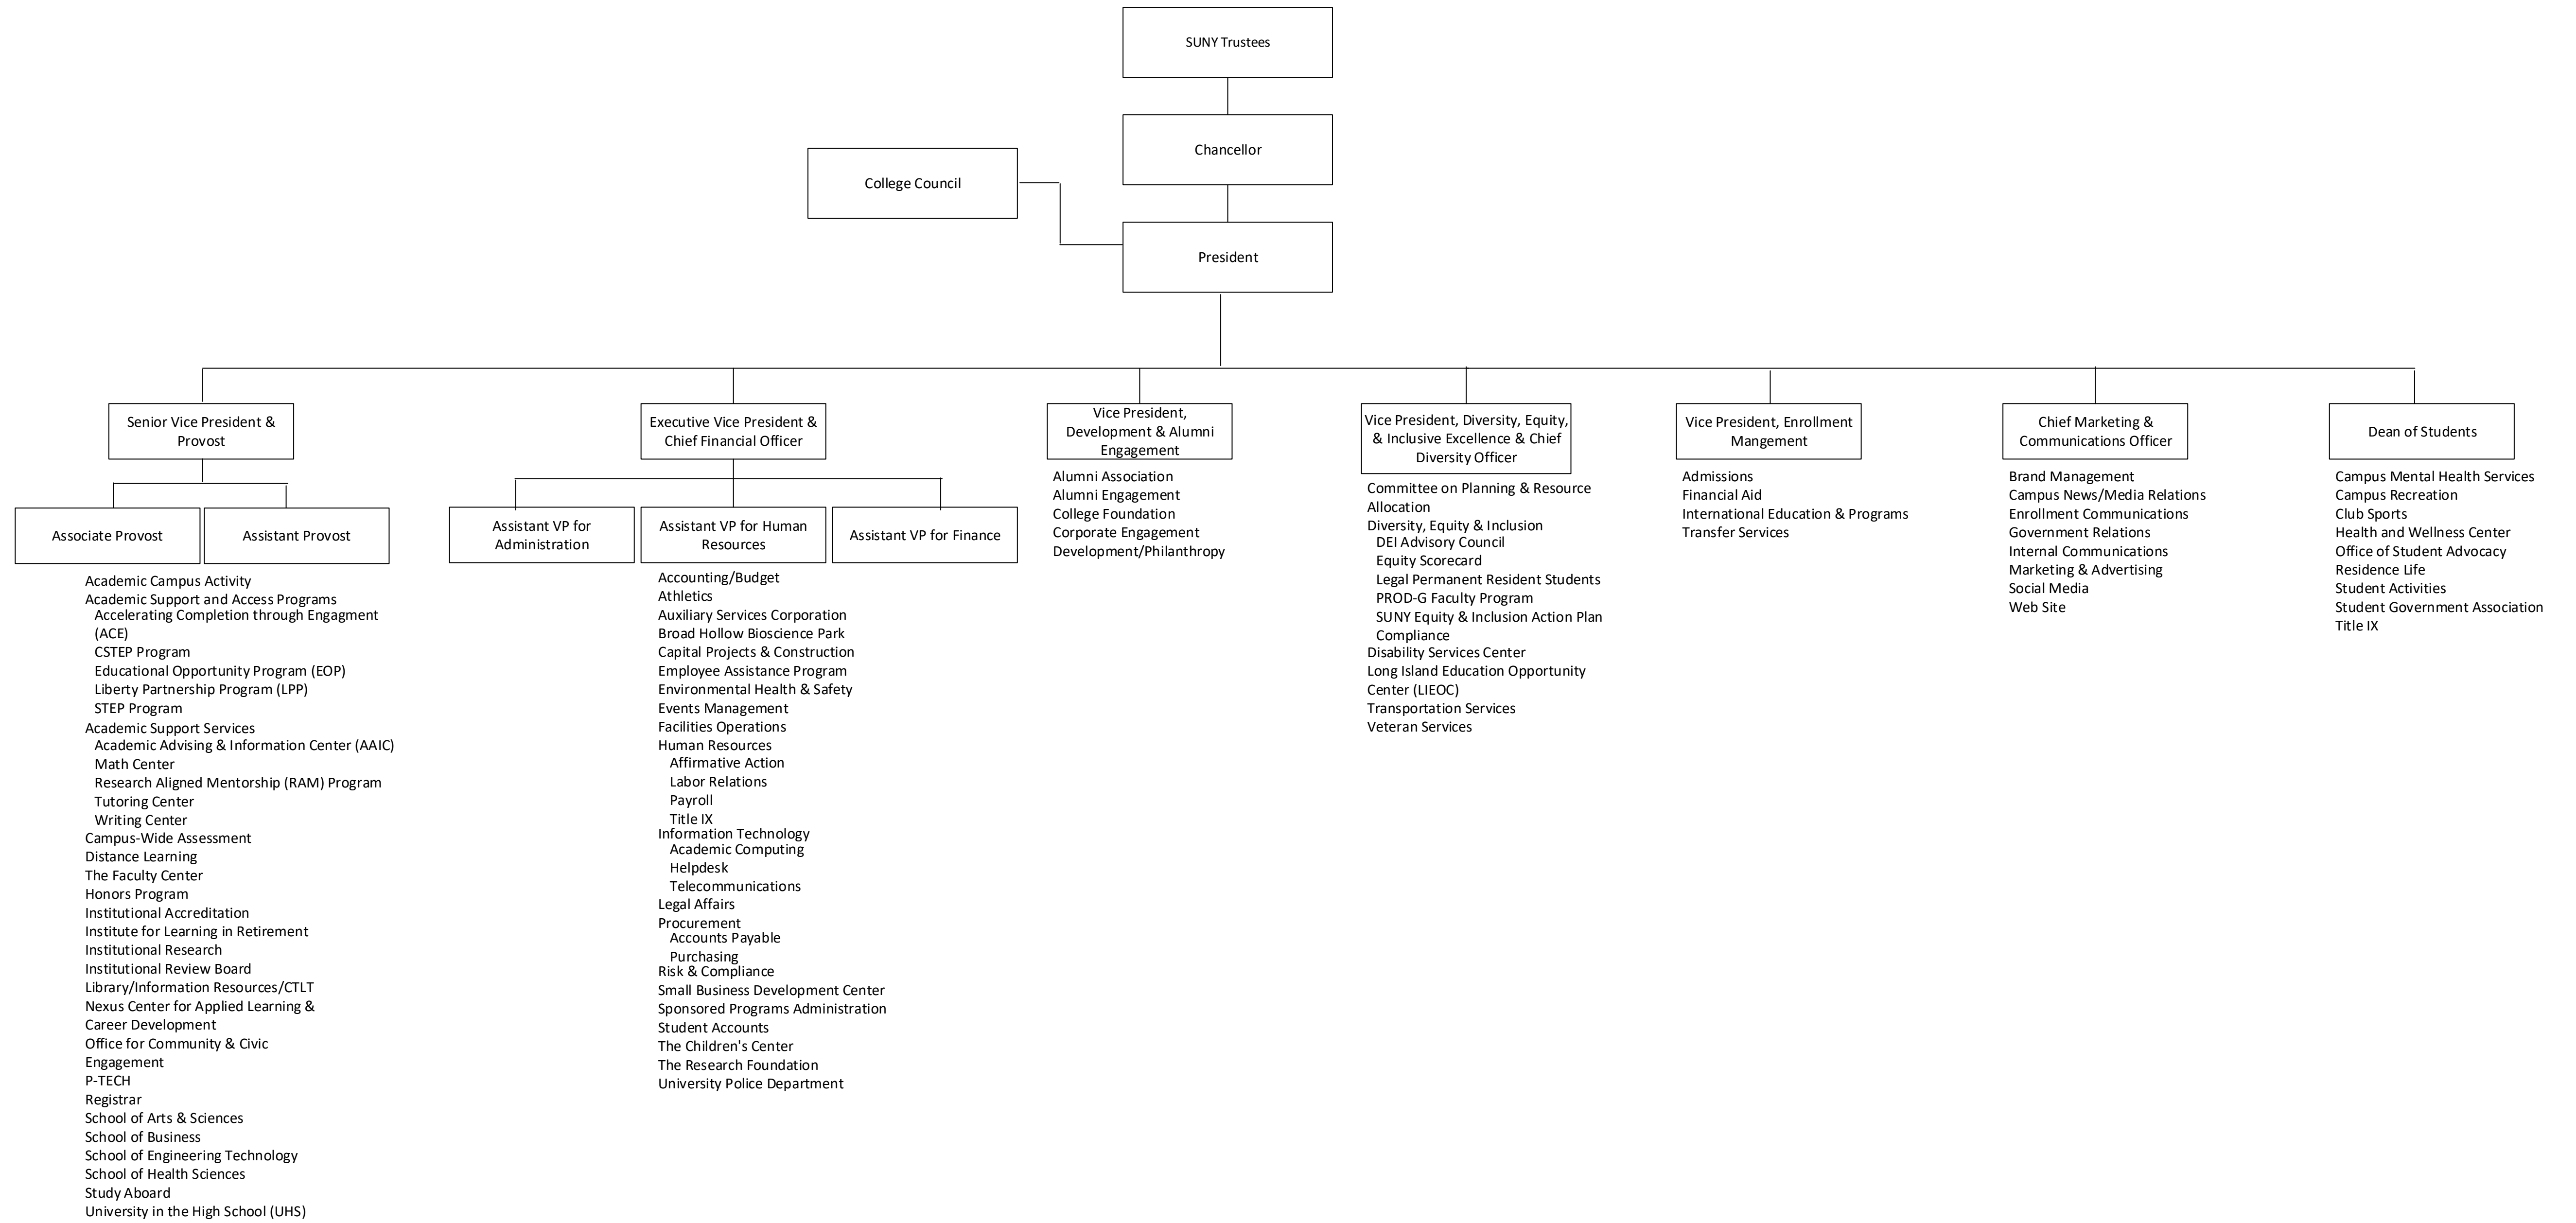 SUNY Trustees
Chancellor
College Council
President
Senior Vice President &
Provost
Associate Provost
Assistant Provost
Academic Campus Activity
Academic Support and Access Programs
Accelerating Completion through Engagment
(ACE)
CSTEP Program
Educational Opportunity Program (EOP)
Liberty Partnership Program (LPP)
STEP Program
Academic Support Services
Academic Advising & Information Center (AAIC)
Math Center
Research Aligned Mentorship (RAM) Program
Tutoring Center
Writing Center
Campus-Wide Assessment
Distance Learning
The Faculty Center
Honors Program
Institutional Accreditation
Institute for Learning in Retirement
Institutional Research
Institutional Review Board
Library/Information Resources/CTLT
Nexus Center for Applied Learning &
Career Development
Office for Community & Civic
Engagement
P-TECH
Registrar
School of Arts & Sciences
School of Business
School of Engineering Technology
School of Health Sciences
Study Aboard
University in the High School (UHS)
Executive Vice President &
Chief Financial Officer
Assistant VP for
Administration
Assistant VP for Human
Resources
Assistant VP for Finance
Accounting/Budget
Athletics
Auxiliary Services Corporation
Broad Hollow Bioscience Park
Capital Projects & Construction
Employee Assistance Program
Environmental Health & Safety
Events Management
Facilities Operations
Human Resources
Affirmative Action
Labor Relations
Payroll
Title IX
Information Technology
Academic Computing
Helpdesk
Telecommunications
Legal Affairs
Procurement
Accounts Payable
Purchasing
Risk & Compliance
Small Business Development Center
Sponsored Programs Administration
Student Accounts
The Children's Center
The Research Foundation
University Police Department
Vice President,
Development & Alumni
Engagement
Alumni Association
Alumni Engagement
College Foundation
Corporate Engagement
Development/Philanthropy
Vice President, Diversity, Equity,
& Inclusive Excellence & Chief
Diversity Officer
Committee on Planning & Resource
Allocation
Diversity, Equity & Inclusion
DEI Advisory Council
Equity Scorecard
Legal Permanent Resident Students
PROD-G Faculty Program
SUNY Equity & Inclusion Action Plan
Compliance
Disability Services Center
Long Island Education Opportunity
Center (LIEOC)
Transportation Services
Veteran Services
Vice President, Enrollment
Mangement
Admissions
Financial Aid
International Education & Programs
Transfer Services
Chief Marketing &
Communications Officer
Brand Management
Campus News/Media Relations
Enrollment Communications
Government Relations
Internal Communications
Marketing & Advertising
Social Media
Web Site
Dean of Students
Campus Mental Health Services
Campus Recreation
Club Sports
Health and Wellness Center
Office of Student Advocacy
Residence Life
Student Activities
Student Government Association
Title IX